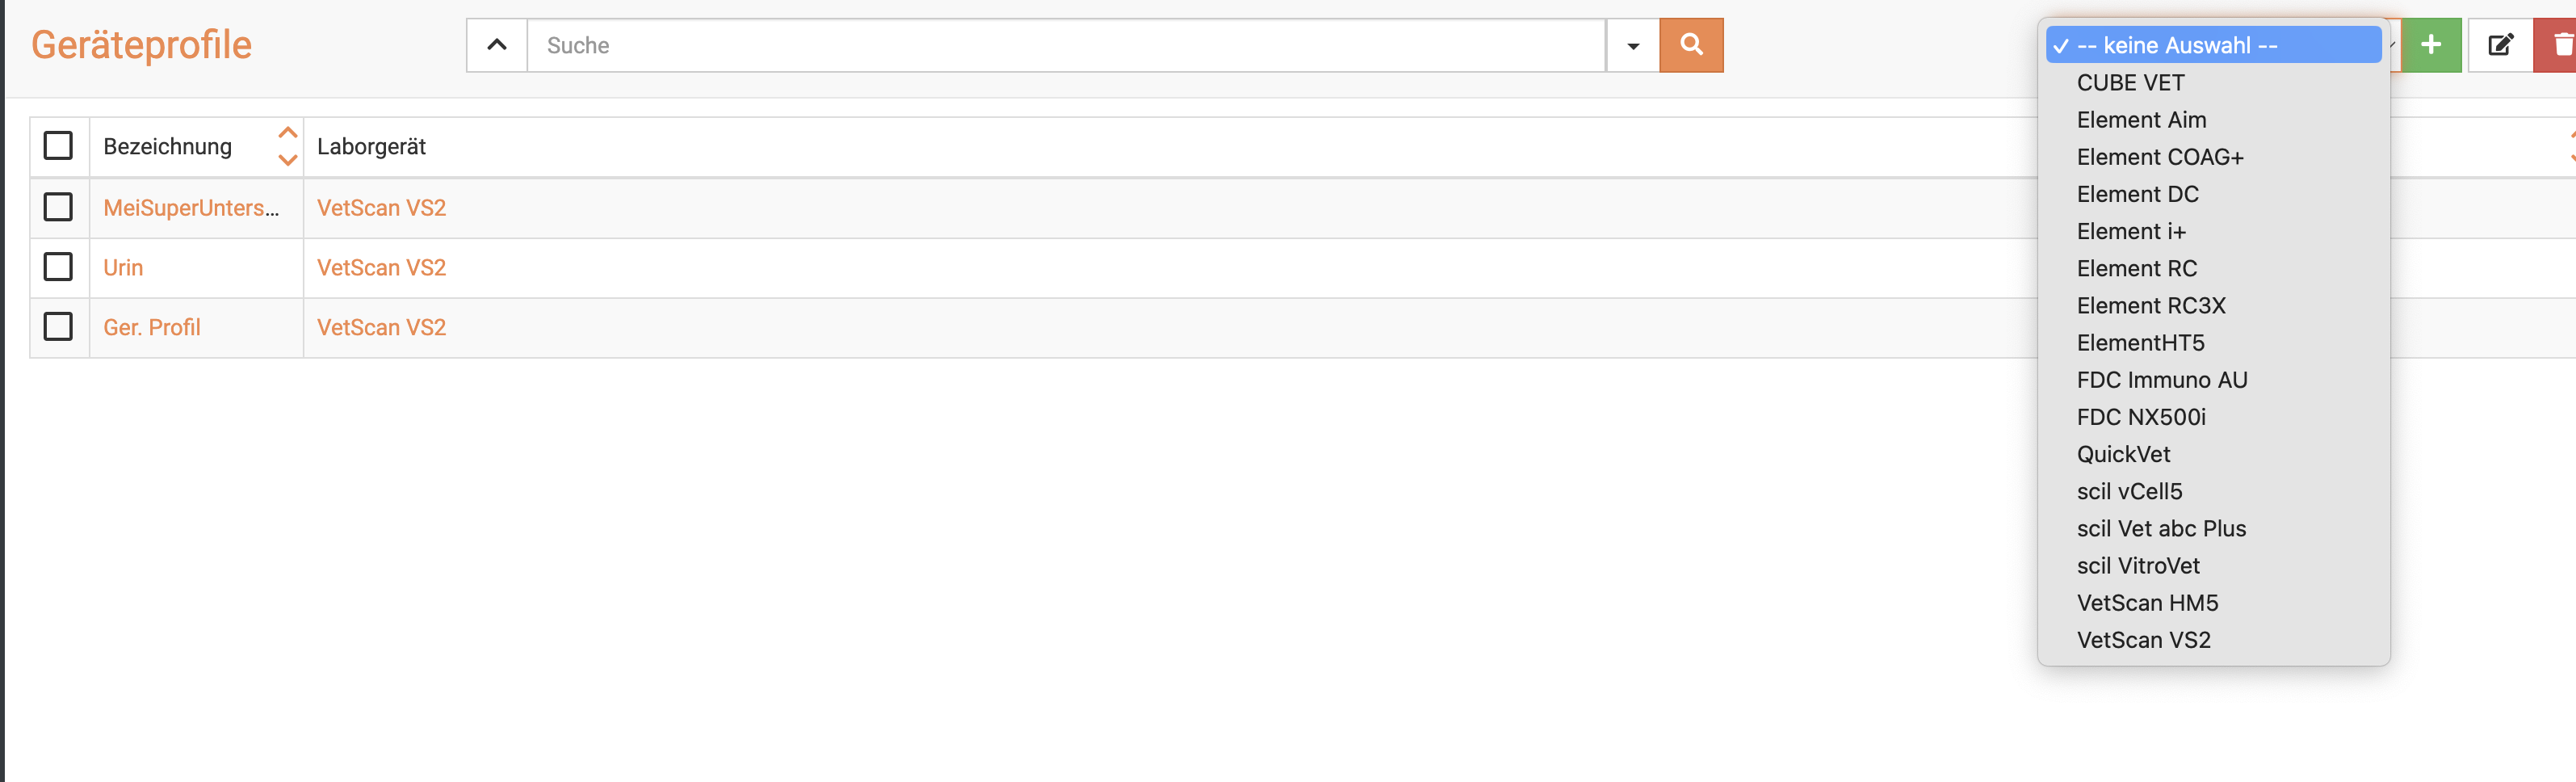 Geräteprofile
Suche
✓ -- keine Auswahl --
CUBE VET
Element Aim
Element COAG+
Element DC
Element i+
Element RC
Element RC3X
ElementHT5
FDC Immuno AU
FDC NX500i
QuickVet
scil vCell5
scil Vet abc Plus
scil VitroVet
VetScan HM5
VetScan VS2
Bezeichnung Laborgerät
MeiSuperUnters... VetScan VS2
Urin VetScan VS2
Ger. Profil VetScan VS2